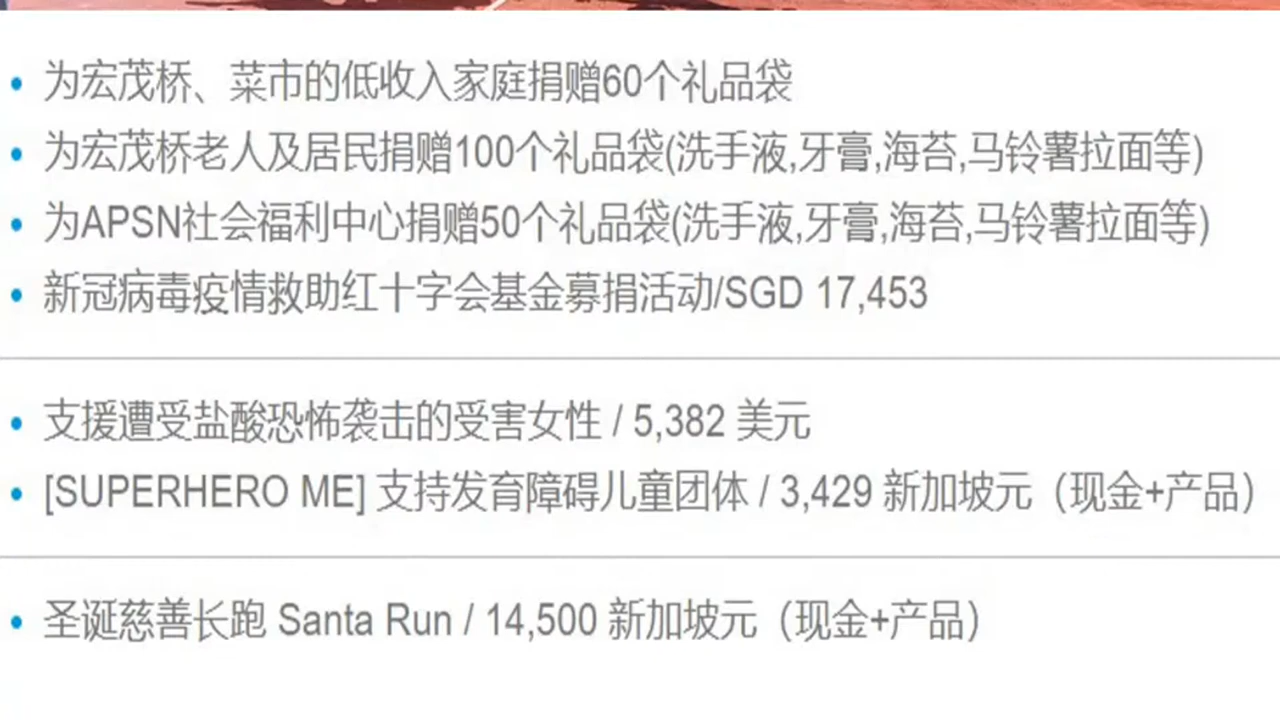 • 为宏茂桥、菜市的低收入家庭捐赠60个礼品袋
• 为宏茂桥老人及居民捐赠100个礼品袋(洗手液,牙膏,海苔,马铃薯拉面等)
• 为APSN社会福利中心捐赠50个礼品袋(洗手液,牙膏,海苔,马铃薯拉面等)
• 新冠病毒疫情救助红十字会基金募捐活动/SGD 17,453
• 支援遭受盐酸恐怖袭击的受害女性 / 5,382 美元
• [SUPERHERO ME] 支持发育障碍儿童团体 / 3,429 新加坡元（现金+产品）
• 圣诞慈善长跑 Santa Run / 14,500 新加坡元（现金+产品）